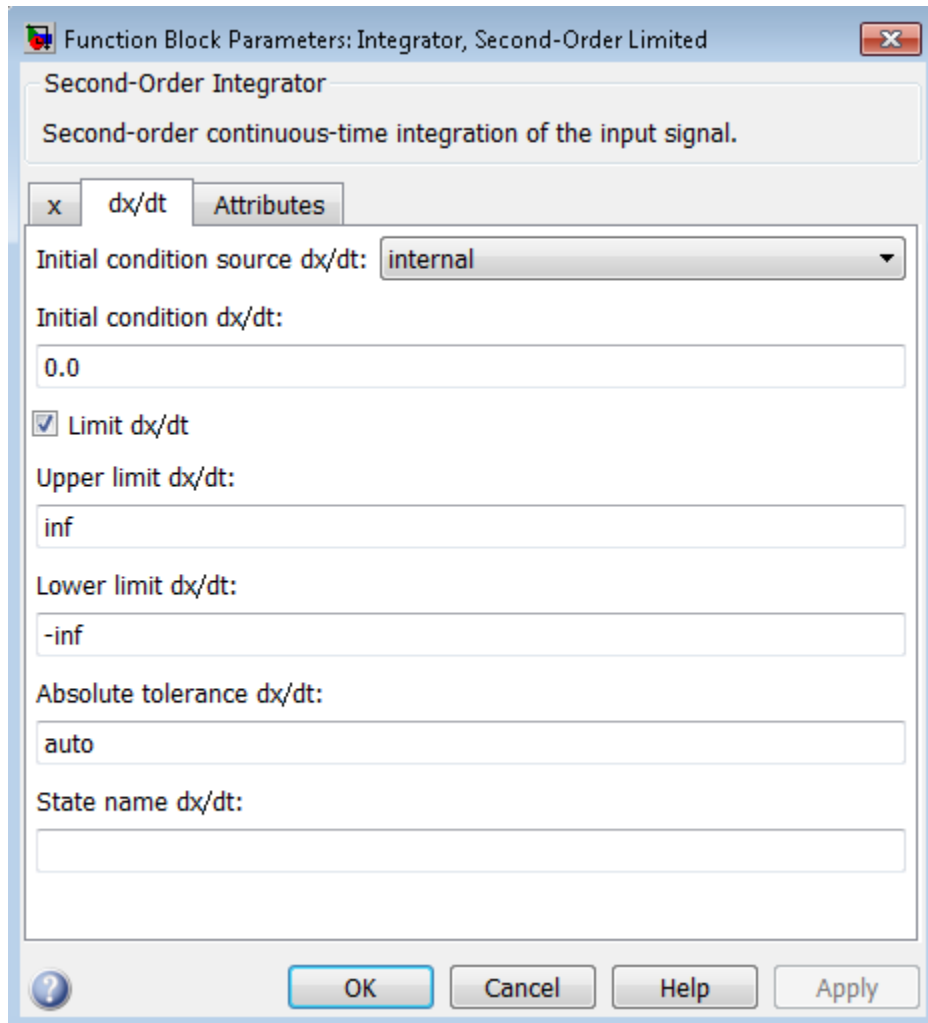 Function Block Parameters: Integrator, Second-Order Limited
Second-Order Integrator
Second-order continuous-time integration of the input signal.
x dx/dt Attributes
Initial condition source dx/dt: internal
Initial condition dx/dt:
0.0
Limit dx/dt
Upper limit dx/dt:
inf
Lower limit dx/dt:
-inf
Absolute tolerance dx/dt:
auto
State name dx/dt:
? OK Cancel Help Apply